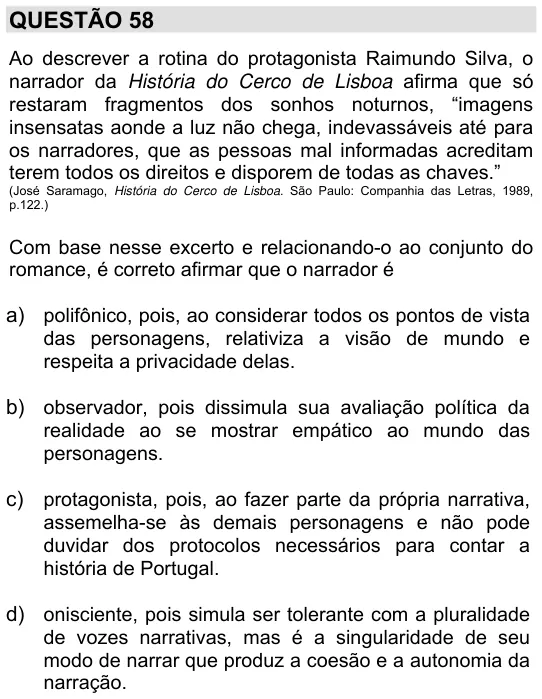 QUESTÃO 58
Ao descrever a rotina do protagonista Raimundo Silva, o
narrador da História do Cerco de Lisboa afirma que só
restaram fragmentos dos sonhos noturnos, “imagens
insensatas aonde a luz não chega, indevassáveis até para
os narradores, que as pessoas mal informadas acreditam
terem todos os direitos e disporem de todas as chaves.”
(José Saramago, História do Cerco de Lisboa. São Paulo: Companhia das Letras, 1989,
p.122.)
Com base nesse excerto e relacionando-o ao conjunto do
romance, é correto afirmar que o narrador é
a) polifônico, pois, ao considerar todos os pontos de vista
das personagens, relativiza a visão de mundo e
respeita a privacidade delas.
b) observador, pois dissimula sua avaliação política da
realidade ao se mostrar empático ao mundo das
personagens.
c) protagonista, pois, ao fazer parte da própria narrativa,
assemelha-se às demais personagens e não pode
duvidar dos protocolos necessários para contar a
história de Portugal.
d) onisciente, pois simula ser tolerante com a pluralidade
de vozes narrativas, mas é a singularidade de seu
modo de narrar que produz a coesão e a autonomia da
narração.